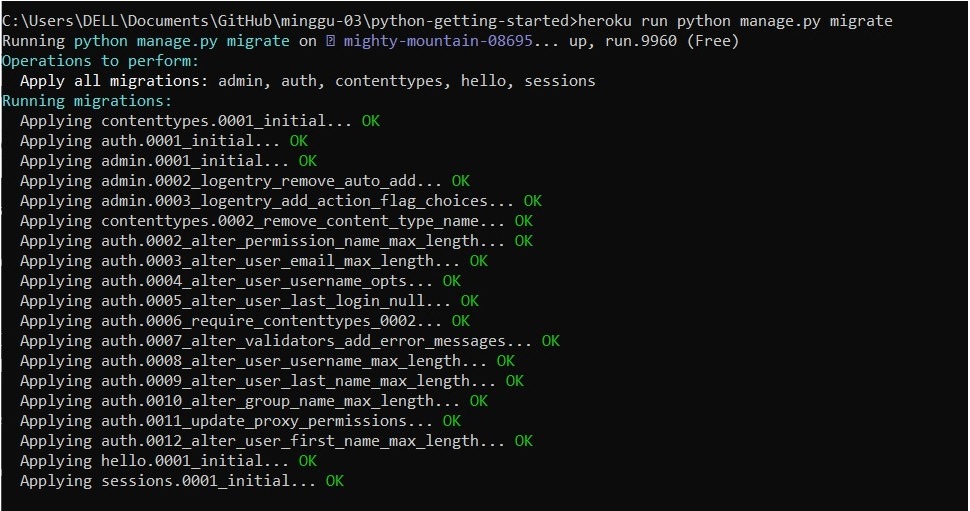 C:\Users\DELL\Documents\GitHub\minggu-03\python-getting-started>heroku run python manage.py migrate
Running python manage.py migrate on ⍰ mighty-mountain-08695... up, run.9960 (Free)
Operations to perform:
  Apply all migrations: admin, auth, contenttypes, hello, sessions
Running migrations:
  Applying contenttypes.0001_initial... OK
  Applying auth.0001_initial... OK
  Applying admin.0001_initial... OK
  Applying admin.0002_logentry_remove_auto_add... OK
  Applying admin.0003_logentry_add_action_flag_choices... OK
  Applying contenttypes.0002_remove_content_type_name... OK
  Applying auth.0002_alter_permission_name_max_length... OK
  Applying auth.0003_alter_user_email_max_length... OK
  Applying auth.0004_alter_user_username_opts... OK
  Applying auth.0005_alter_user_last_login_null... OK
  Applying auth.0006_require_contenttypes_0002... OK
  Applying auth.0007_alter_validators_add_error_messages... OK
  Applying auth.0008_alter_user_username_max_length... OK
  Applying auth.0009_alter_user_last_name_max_length... OK
  Applying auth.0010_alter_group_name_max_length... OK
  Applying auth.0011_update_proxy_permissions... OK
  Applying auth.0012_alter_user_first_name_max_length... OK
  Applying hello.0001_initial... OK
  Applying sessions.0001_initial... OK